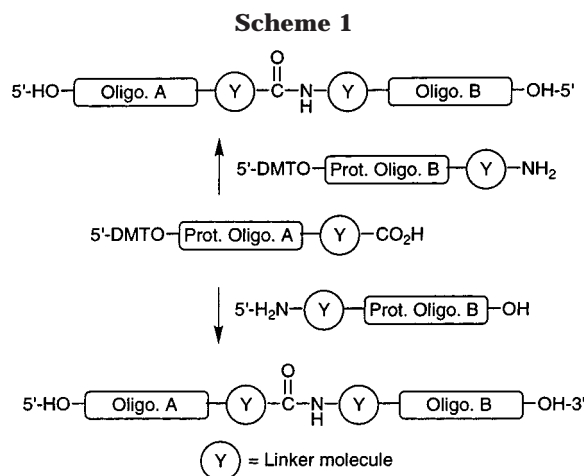 Scheme 1
5'-HO Oligo. A Y O C N H Y Oligo. B OH-5'
5'-DMTO Prot. Oligo. B Y NH₂
5'-DMTO Prot. Oligo. A Y CO₂H
5'-H₂N Y Prot. Oligo. B OH
5'-HO Oligo. A Y O C N H Y Oligo. B OH-3'
Y = Linker molecule